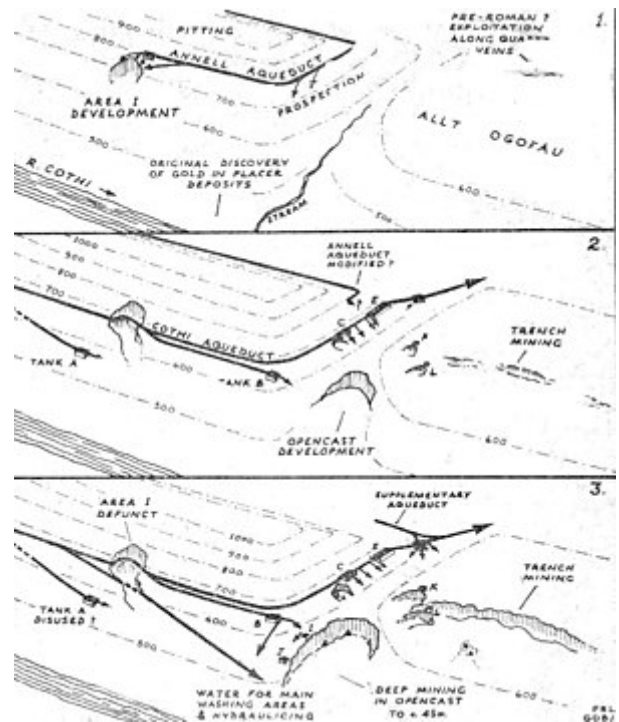 1.
PITTING
PRE-ROMAN ?
EXPLOITATION
ALONG
VEINS
900
800
ANNELL AQUEDUCT
AREA I
DEVELOPMENT
700
PROSPECTION
600
500
ALLT OGOFAU
ORIGINAL DISCOVERY
OF GOLD IN PLACER
DEPOSITS
R. COTHI
STREAM
600
500
2.
1000
900
800
700
ANNELL
AQUEDUCT
MODIFIED ?
C
E
COTHI AQUEDUCT
TANK A
600
TANK B
K
L
TRENCH
MINING
500
OPENCAST
DEVELOPMENT
600
3.
AREA I
DEFUNCT
SUPPLEMENTARY
AQUEDUCT
1000
900
800
700
C
E
K
TRENCH
MINING
TANK A
DISUSED ?
600
B
500
WATER FOR MAIN
WASHING AREAS
& HYDRAULICING
DEEP MINING
IN OPENCAST
TO c. 45m
600